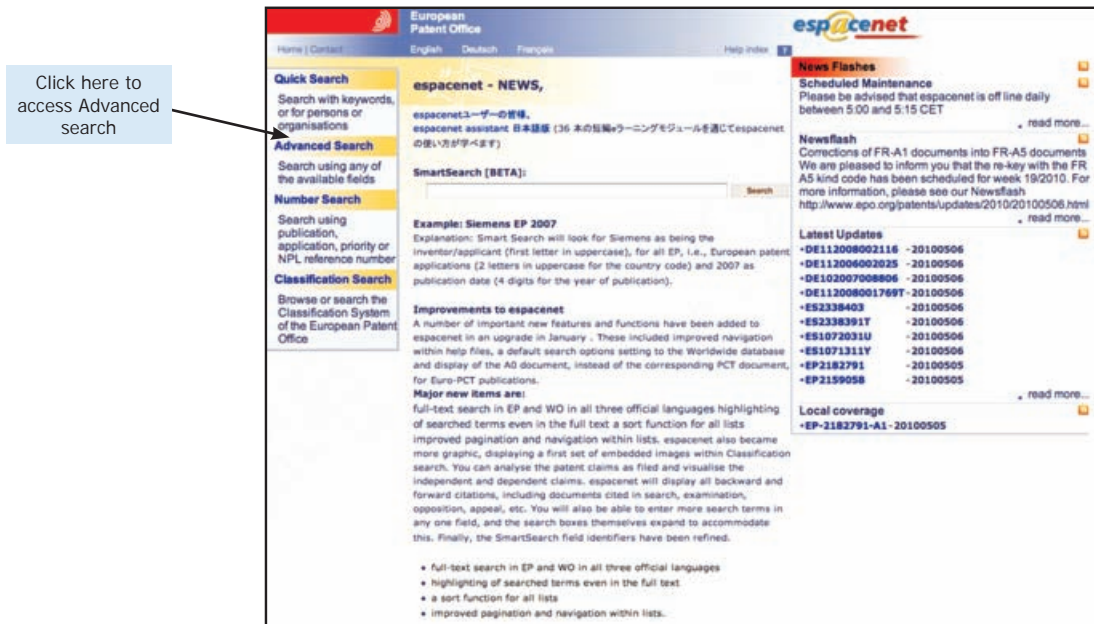 Click here to
access Advanced
search
European
Patent Office
espacenet
Home | Contact
English Deutsch Français Help index ?
Quick Search
Search with keywords,
or for persons or
organisations
Advanced Search
Search using any of
the available fields
Number Search
Search using
publication,
application, priority or
NPL reference number
Classification Search
Browse or search the
Classification System
of the European Patent
Office
espacenet - NEWS,
espacenetユーザーの皆様、
espacenet assistant 日本語版 (36 本の短編eラーニングモジュールを通じてespacenet
の使い方が学べます)
SmartSearch [BETA]:
Search
Example: Siemens EP 2007
Explanation: Smart Search will look for Siemens as being the
inventor/applicant (first letter in uppercase), for all EP, i.e., European patent
applications (2 letters in uppercase for the country code) and 2007 as
publication date (4 digits for the year of publication).
Improvements to espacenet
A number of important new features and functions have been added to
espacenet in an upgrade in January . These included improved navigation
within help files, a default search options setting to the Worldwide database
and display of the A0 document, instead of the corresponding PCT document,
for Euro-PCT publications.
Major new items are:
full-text search in EP and WO in all three official languages highlighting
of searched terms even in the full text a sort function for all lists
improved pagination and navigation within lists. espacenet also became
more graphic, displaying a first set of embedded images within Classification
search. You can analyse the patent claims as filed and visualise the
independent and dependent claims. espacenet will display all backward and
forward citations, including documents cited in search, examination,
opposition, appeal, etc. You will also be able to enter more search terms in
any one field, and the search boxes themselves expand to accommodate
this. Finally, the SmartSearch field identifiers have been refined.
• full-text search in EP and WO in all three official languages
• highlighting of searched terms even in the full text
• a sort function for all lists
• improved pagination and navigation within lists.
News Flashes
Scheduled Maintenance
Please be advised that espacenet is off line daily
between 5:00 and 5:15 CET
read more...
Newsflash
Corrections of FR-A1 documents into FR-A5 documents
We are pleased to inform you that the re-key with the FR
A5 kind code has been scheduled for week 19/2010. For
more information, please see our Newsflash
http://www.epo.org/patents/updates/2010/20100506.html
read more...
Latest Updates
•DE112008002116 -20100506
•DE112006002025 -20100506
•DE102007008806 -20100506
•DE112008001769T-20100506
•ES2338403 -20100506
•ES2338391T -20100506
•ES1072031U -20100506
•ES1071311Y -20100506
•EP2182791 -20100505
•EP2159058 -20100505
read more...
Local coverage
•EP-2182791-A1-20100505